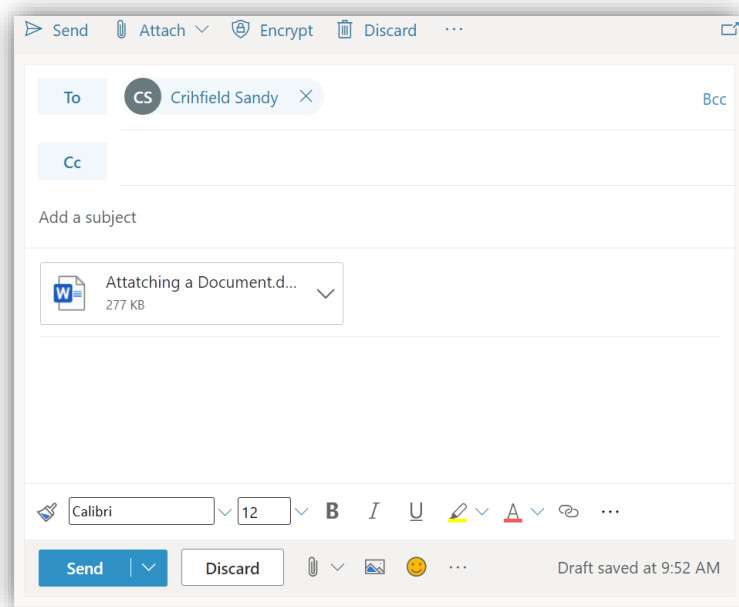 Send Attach Encrypt Discard ...
To CS Crihfield Sandy Bcc
Cc
Add a subject
W Attatching a Document.d...
277 KB
Calibri 12 B I U A ...
Send Discard ... Draft saved at 9:52 AM